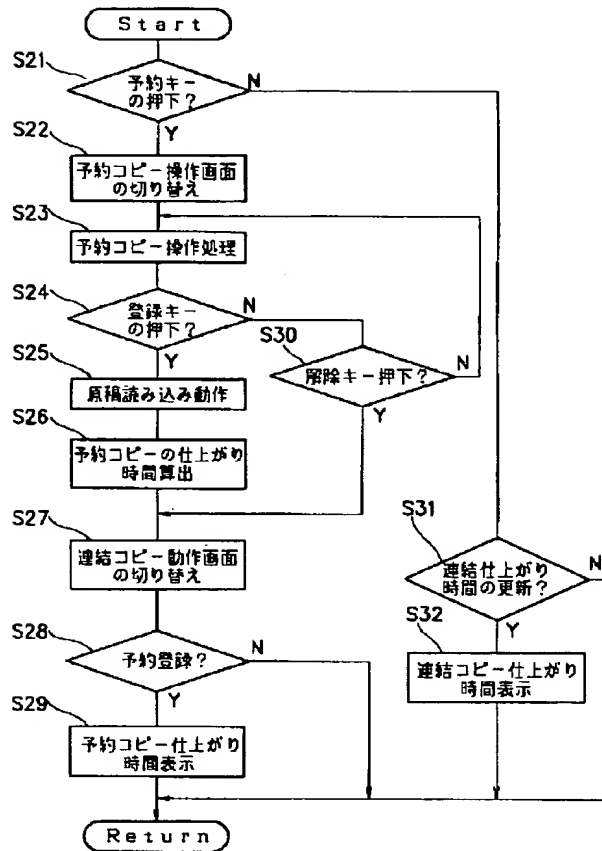 Start
S21
予約キー
の押下?
N
Y
S22
予約コピー操作画面
の切り替え
S23
予約コピー操作処理
S24
登録キー
の押下?
N
Y
S30
解除キー押下?
N
Y
S25
原稿読み込み動作
S26
予約コピーの仕上がり
時間算出
S27
連結コピー動作画面
の切り替え
S31
連結仕上がり
時間の更新?
N
Y
S28
予約登録?
N
Y
S32
連結コピー仕上がり
時間表示
S29
予約コピー仕上がり
時間表示
Return